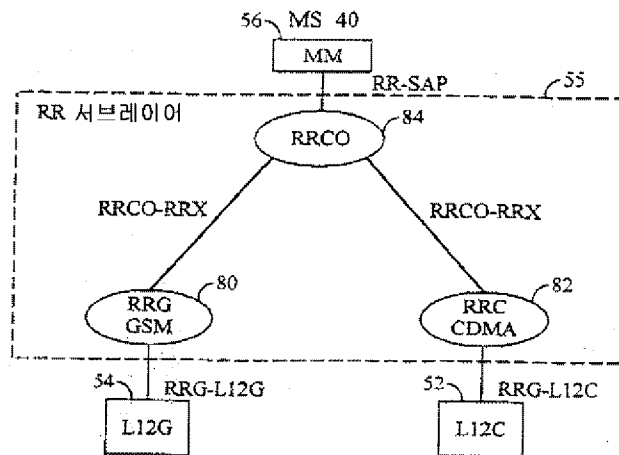 56 MS 40
MM
RR-SAP 55
RR 서브레이어
RRCO 84
RRCO-RRX RRCO-RRX
RRG 80
GSM
RRC 82
CDMA
54 RRG-L12G
L12G
52 RRG-L12C
L12C